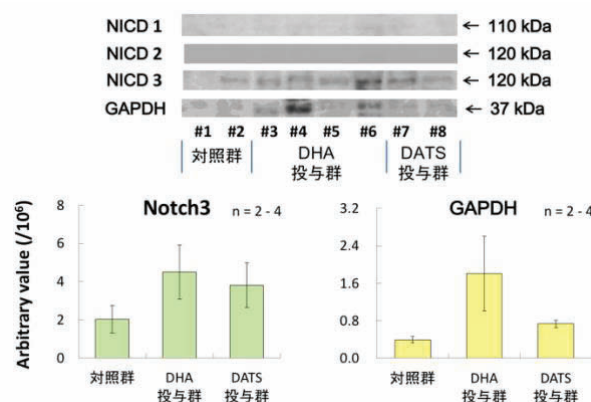 NICD 1 ← 110 kDa
NICD 2 ← 120 kDa
NICD 3 ← 120 kDa
GAPDH ← 37 kDa
#1 #2 #3 #4 #5 #6 #7 #8
対照群 DHA 投与群 DATS 投与群
Notch3 n = 2 - 4
Arbitrary value (/10⁶)
8
6
4
2
0
対照群 DHA 投与群 DATS 投与群
GAPDH n = 2 - 4
3.2
2.4
1.6
0.8
0.0
対照群 DHA 投与群 DATS 投与群